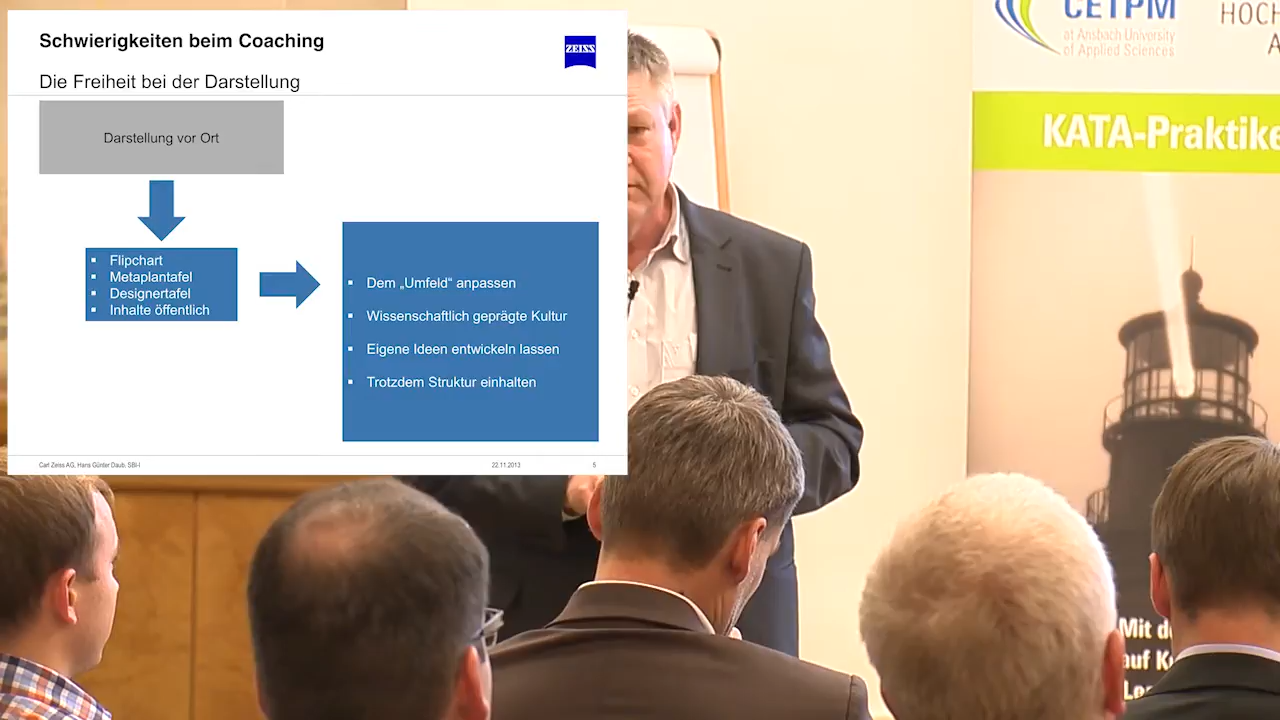 Schwierigkeiten beim Coaching
ZEISS
Die Freiheit bei der Darstellung
Darstellung vor Ort
▪ Flipchart
▪ Metaplantafel
▪ Designertafel
▪ Inhalte öffentlich
▪ Dem „Umfeld“ anpassen
▪ Wissenschaftlich geprägte Kultur
▪ Eigene Ideen entwickeln lassen
▪ Trotzdem Struktur einhalten
Carl Zeiss AG, Hans Günter Daub, SBI-I
22.11.2013
5
CETPM
at Ansbach University
of Applied Sciences
HOCH
A
KATA-Praktike
Mit d
auf K